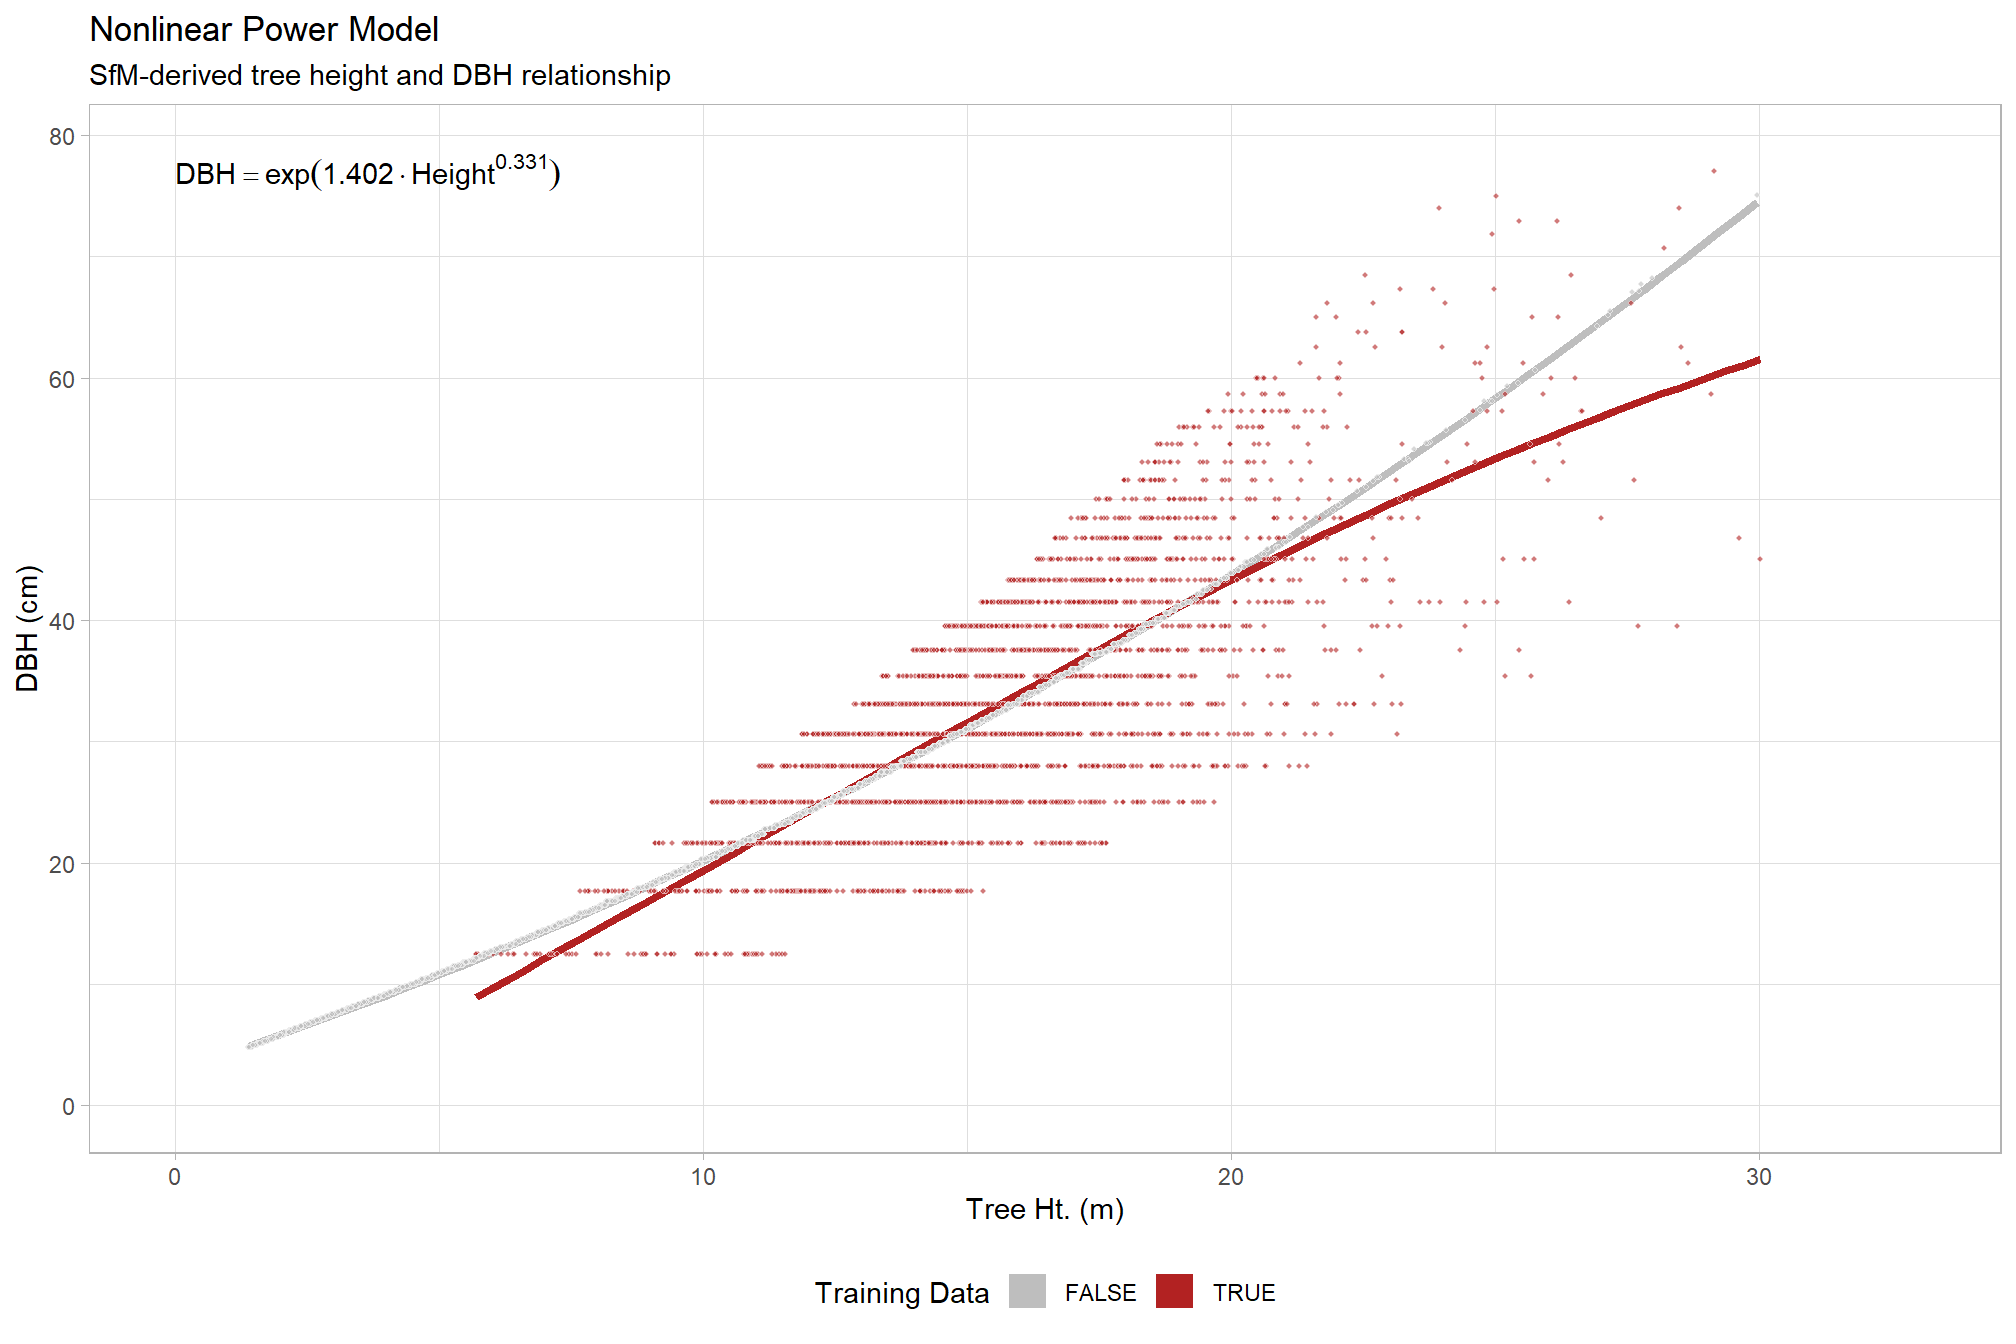 Nonlinear Power Model
SfM-derived tree height and DBH relationship
80
DBH = exp(1.402 · Height^0.331)
60
40
20
0
DBH (cm)
0 10 20 30
Tree Ht. (m)
Training Data FALSE TRUE